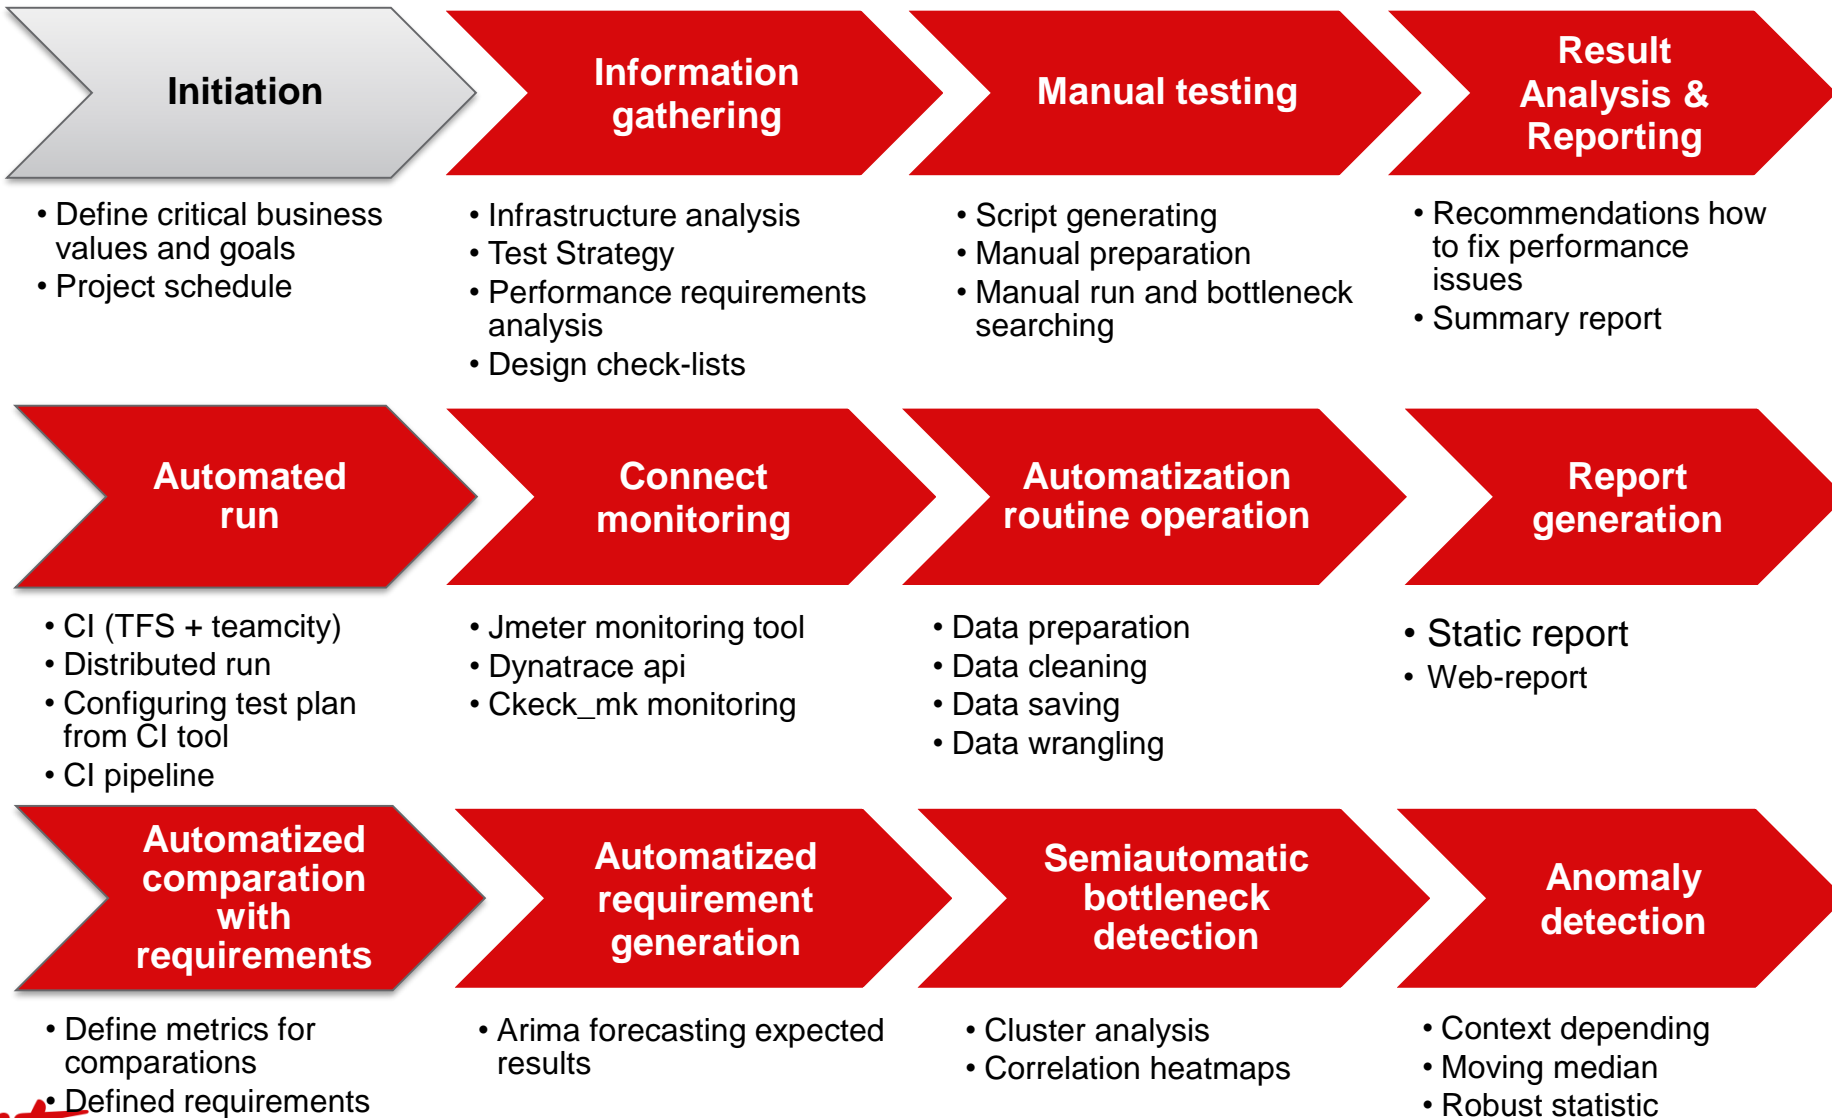 Initiation
Information
gathering
Manual testing
Result
Analysis &
Reporting
• Define critical business
values and goals
• Project schedule
• Infrastructure analysis
• Test Strategy
• Performance requirements
analysis
• Design check-lists
• Script generating
• Manual preparation
• Manual run and bottleneck
searching
• Recommendations how
to fix performance
issues
• Summary report
Automated
run
Connect
monitoring
Automatization
routine operation
Report
generation
• CI (TFS + teamcity)
• Distributed run
• Configuring test plan
from CI tool
• CI pipeline
• Jmeter monitoring tool
• Dynatrace api
• Ckeck_mk monitoring
• Data preparation
• Data cleaning
• Data saving
• Data wrangling
• Static report
• Web-report
Automatized
comparation
with
requirements
Automatized
requirement
generation
Semiautomatic
bottleneck
detection
Anomaly
detection
• Define metrics for
comparations
• Defined requirements
• Arima forecasting expected
results
• Cluster analysis
• Correlation heatmaps
• Context depending
• Moving median
• Robust statistic